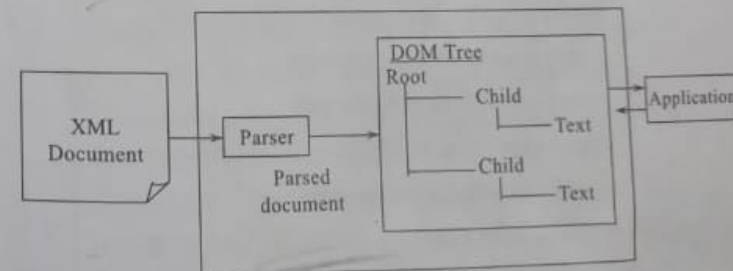 XML
Document
Parser
Parsed
document
DOM Tree
Root
Child
Text
Child
Text
Application